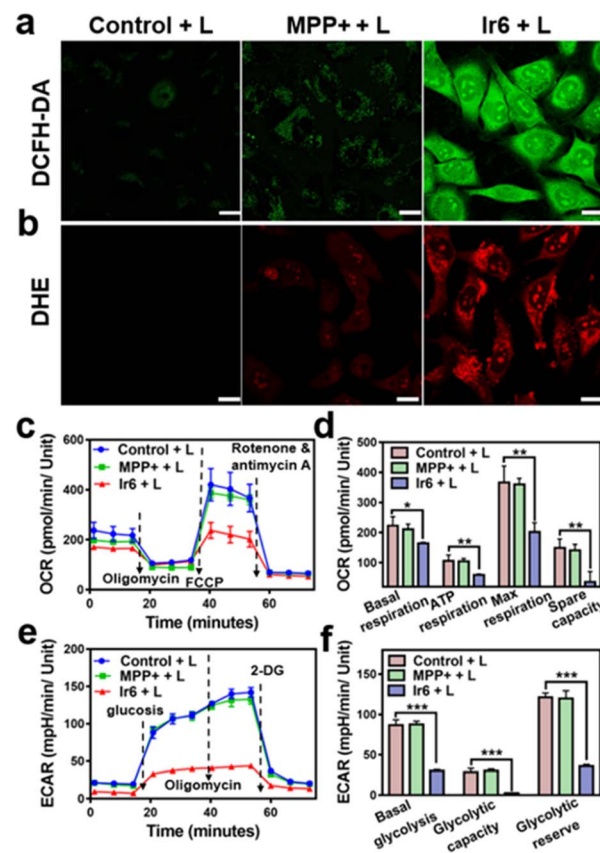 a
Control + L
MPP+ + L
Ir6 + L
DCFH-DA
b
DHE
c
600
400
200
0
OCR (pmol/min/ Unit)
Control + L
MPP+ + L
Ir6 + L
Rotenone &
antimycin A
Oligomycin
FCCP
0
20
40
60
Time (minutes)
d
500
400
300
200
100
OCR (pmol/min/ Unit)
Control + L
MPP+ + L
Ir6 + L
*
**
**
**
Basal
respiration
ATP
respiration
Max
respiration
Spare
capacity
e
200
150
100
50
0
ECAR (mpH/min/ Unit)
Control + L
MPP+ + L
Ir6 + L
2-DG
glucosis
Oligomycin
0
20
40
60
Time (minutes)
f
150
100
50
0
ECAR (mpH/min/ Unit)
Control + L
MPP+ + L
Ir6 + L
***
***
***
Basal
glycolysis
Glycolytic
capacity
Glycolytic
reserve